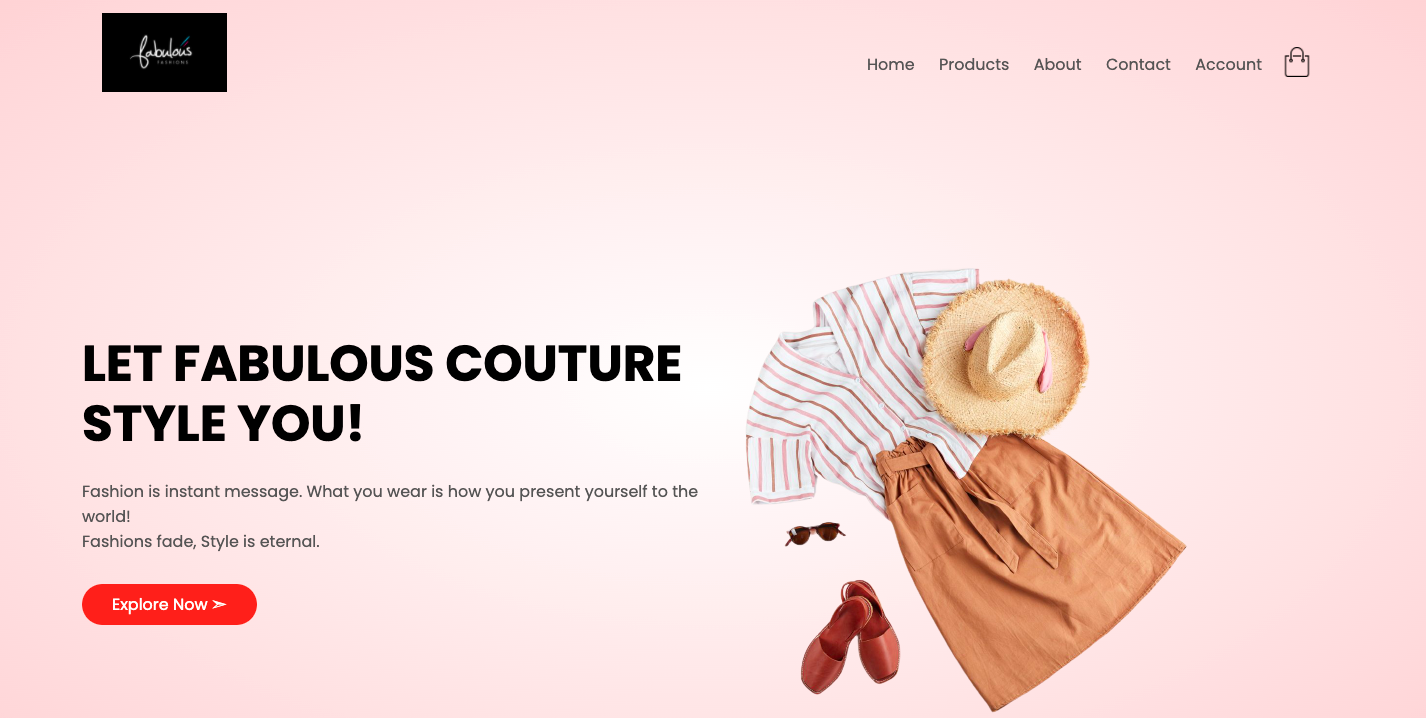 fabulous
FASHIONS
Home Products About Contact Account
LET FABULOUS COUTURE
STYLE YOU!
Fashion is instant message. What you wear is how you present yourself to the
world!
Fashions fade, Style is eternal.
Explore Now ➢